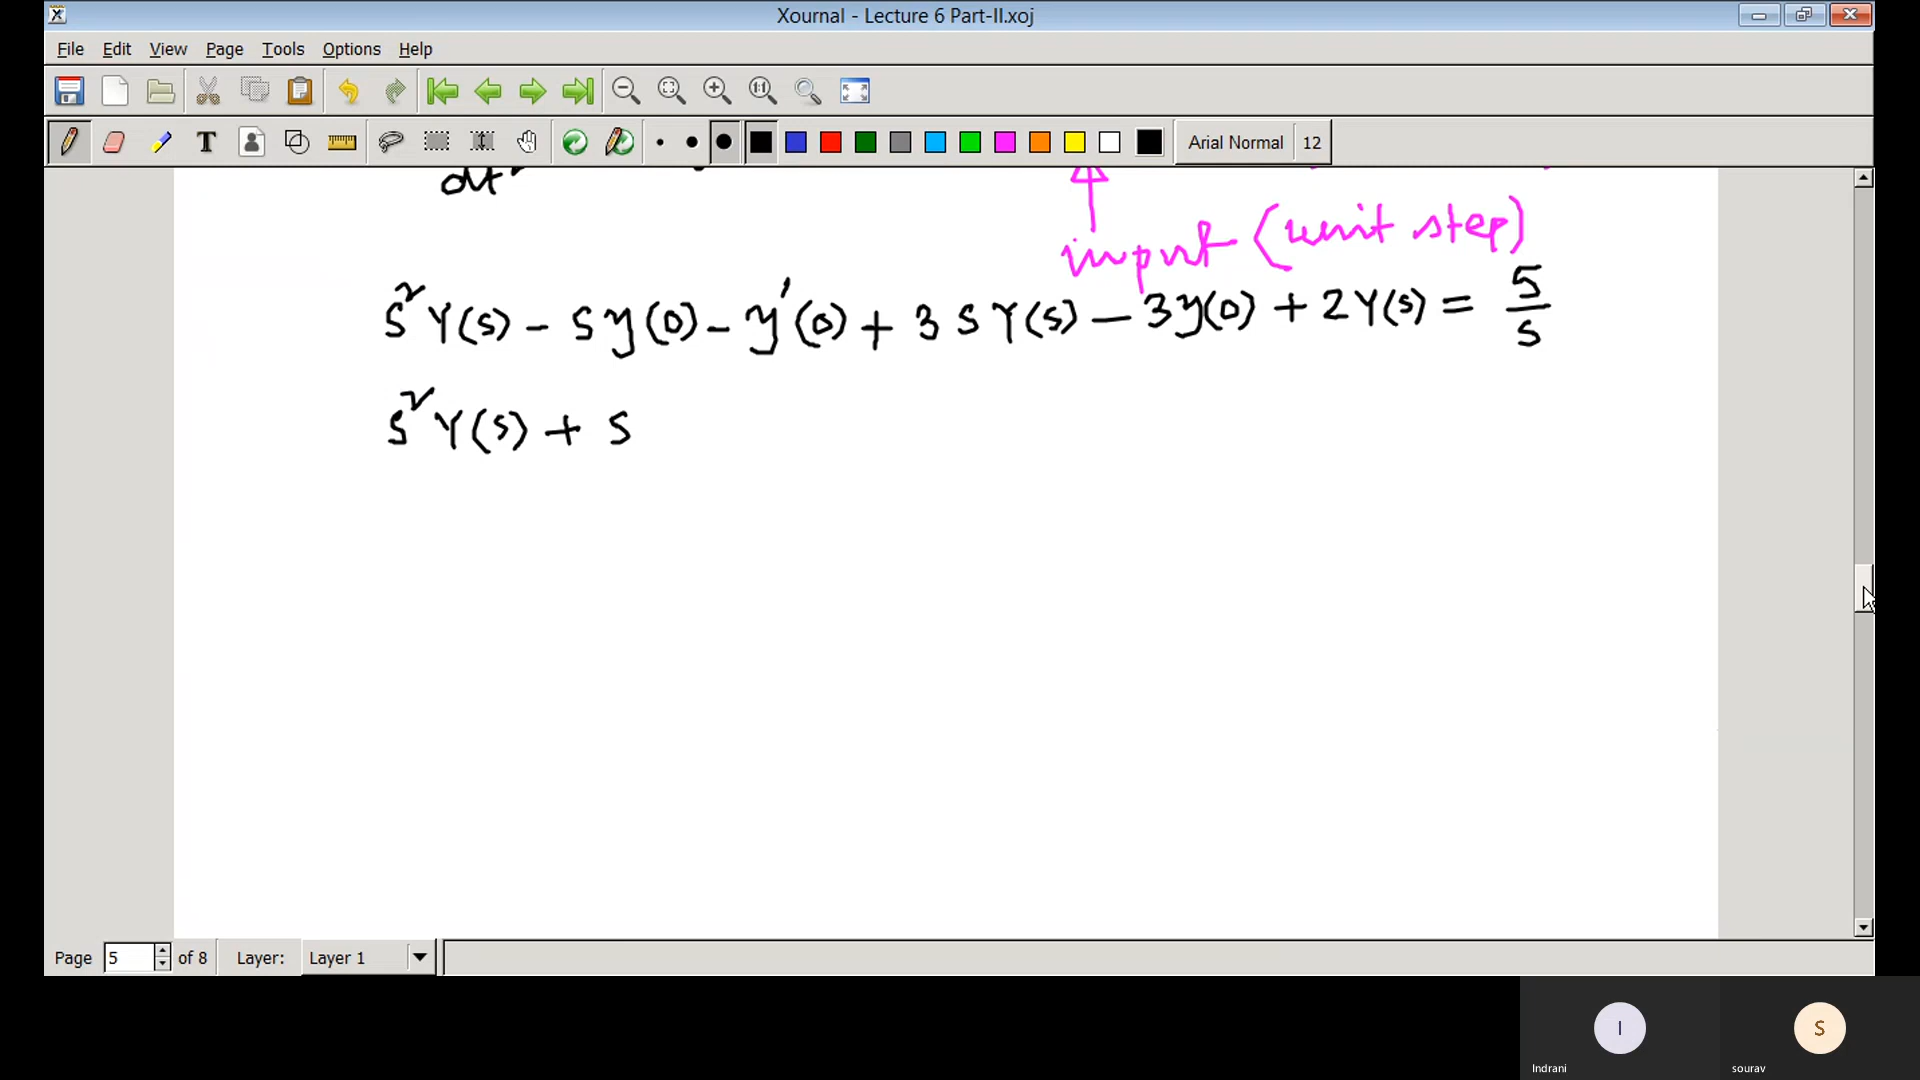 Xournal - Lecture 6 Part-II.xoj
File Edit View Page Tools Options Help
Arial Normal 12
dt²
input (unit step)
s²Y(s) - sy(0) - y'(0) + 3sY(s) - 3y(0) + 2Y(s) = 5/s
s²Y(s) + s
Page 5 of 8 Layer: Layer 1
I
S
Indrani
sourav